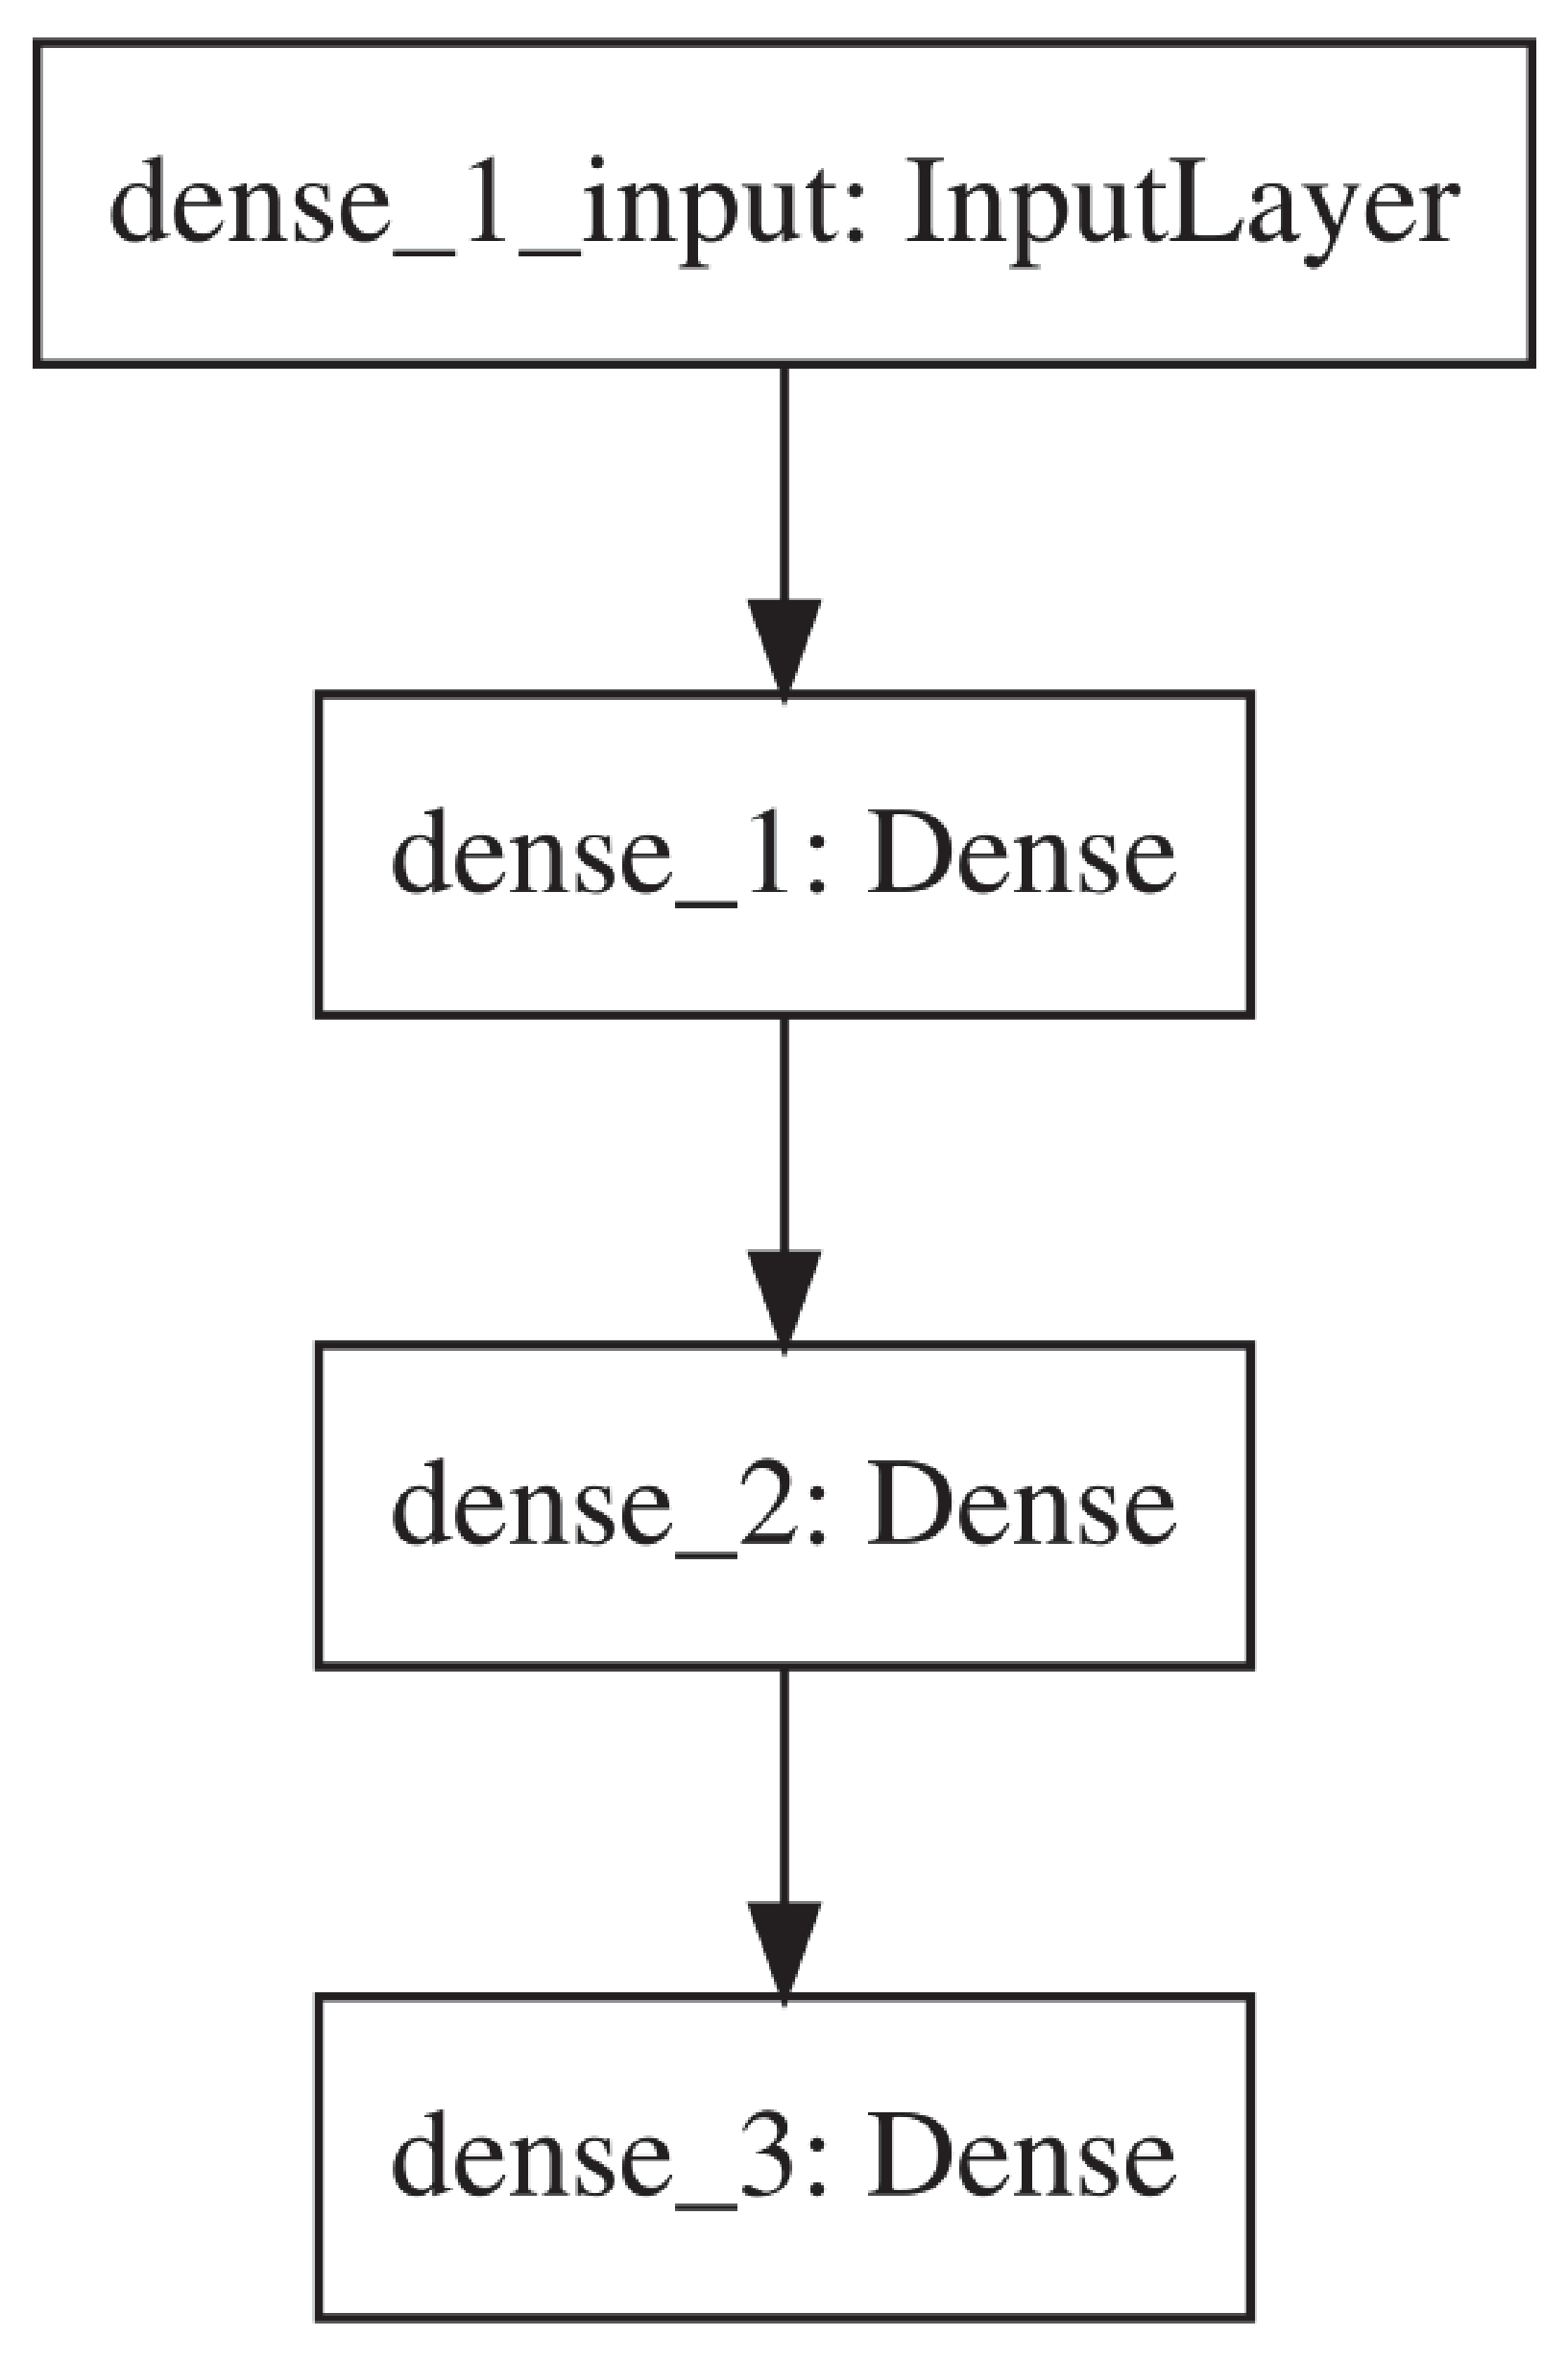 dense_1_input: InputLayer
dense_1: Dense
dense_2: Dense
dense_3: Dense